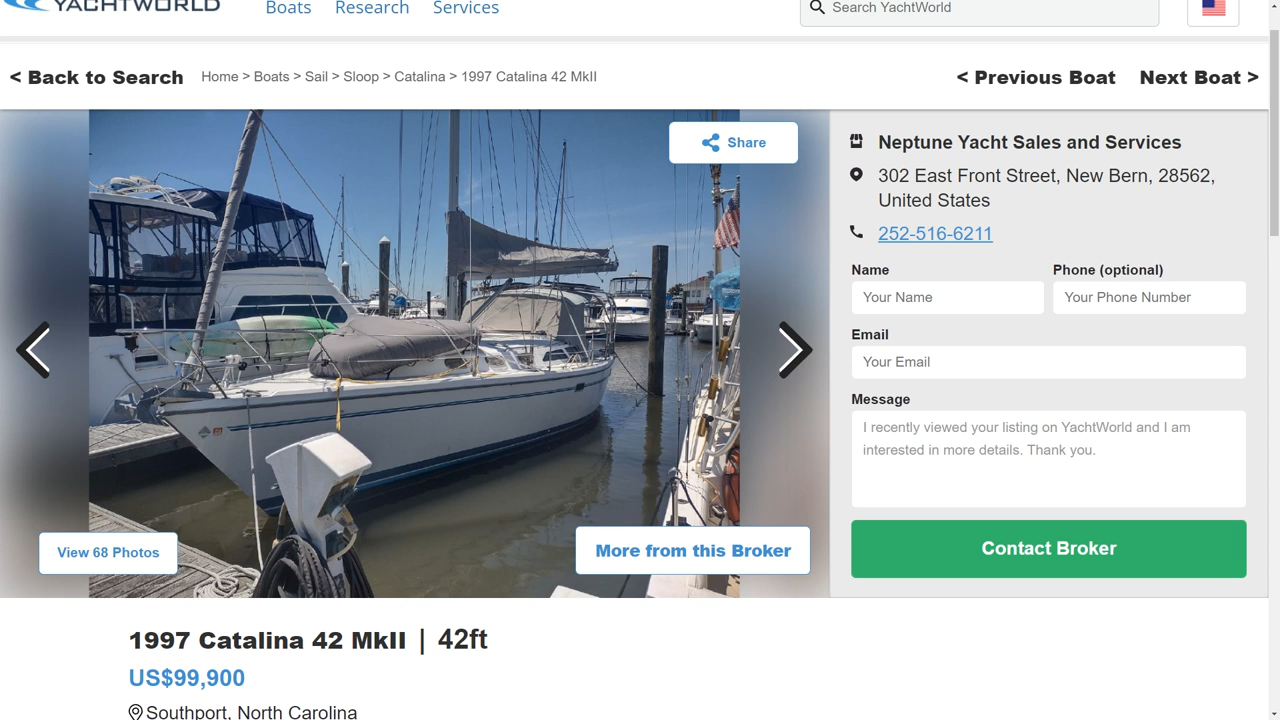 YACHTWORLD
Boats
Research
Services
Search YachtWorld
< Back to Search
Home > Boats > Sail > Sloop > Catalina > 1997 Catalina 42 MkII
< Previous Boat
Next Boat >
Share
View 68 Photos
More from this Broker
Neptune Yacht Sales and Services
302 East Front Street, New Bern, 28562,
United States
252-516-6211
Name
Phone (optional)
Your Name
Your Phone Number
Email
Your Email
Message
I recently viewed your listing on YachtWorld and I am
interested in more details. Thank you.
Contact Broker
1997 Catalina 42 MkII | 42ft
US$99,900
Southport, North Carolina